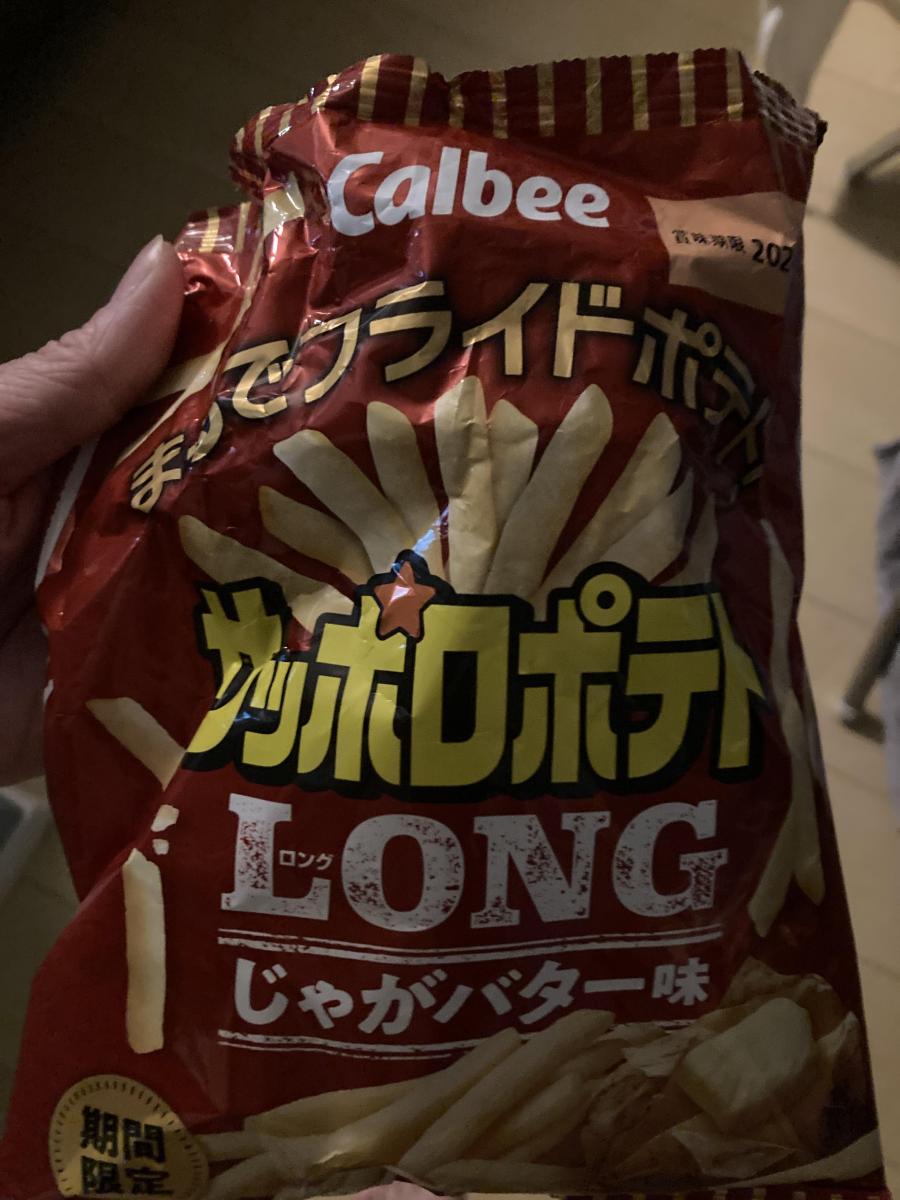 Calbee
賞味期限 202
まるでフライドポテト!
サッポロポテト
LONG
ロング
じゃがバター味
期間
限定